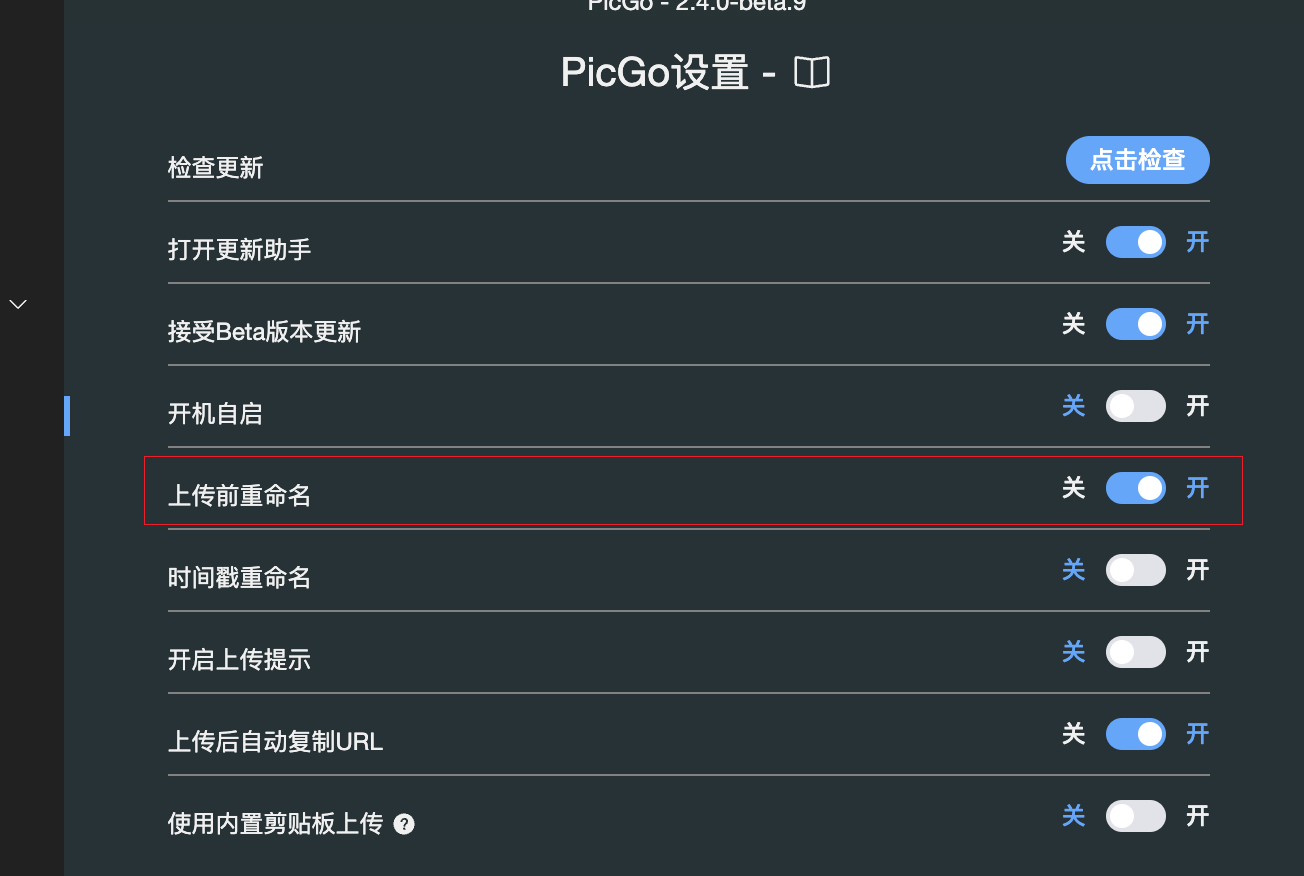 PicGo - 2.4.0-beta.9
PicGo设置 -
检查更新 点击检查
打开更新助手 关 开
接受Beta版本更新 关 开
开机自启 关 开
上传前重命名 关 开
时间戳重命名 关 开
开启上传提示 关 开
上传后自动复制URL 关 开
使用内置剪贴板上传 ? 关 开